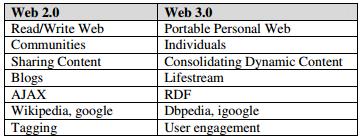 Web 2.0 Web 3.0
Read/Write Web Portable Personal Web
Communities Individuals
Sharing Content Consolidating Dynamic Content
Blogs Lifestream
AJAX RDF
Wikipedia, google Dbpedia, igoogle
Tagging User engagement